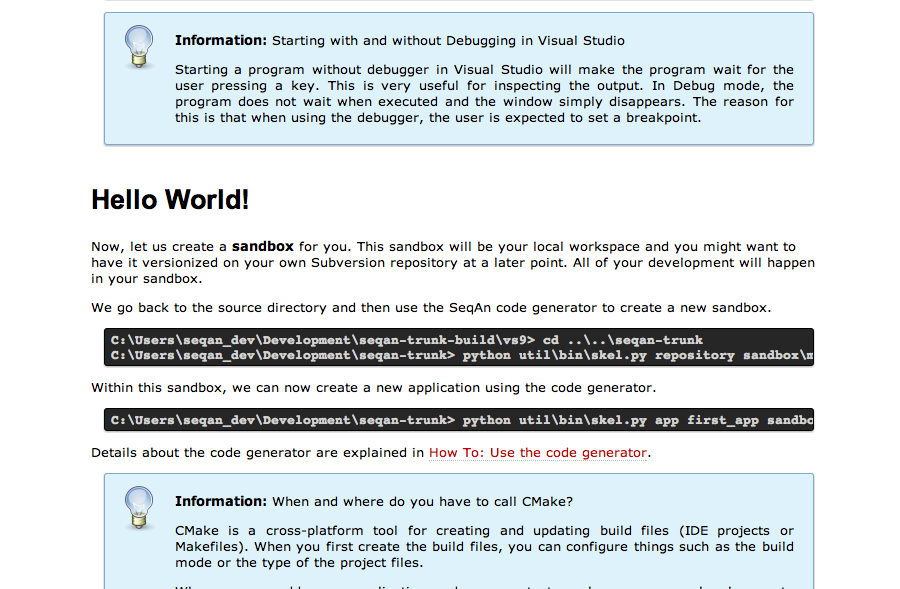 Information: Starting with and without Debugging in Visual Studio
Starting a program without debugger in Visual Studio will make the program wait for the
user pressing a key. This is very useful for inspecting the output. In Debug mode, the
program does not wait when executed and the window simply disappears. The reason for
this is that when using the debugger, the user is expected to set a breakpoint.
Hello World!
Now, let us create a sandbox for you. This sandbox will be your local workspace and you might want to
have it versionized on your own Subversion repository at a later point. All of your development will happen
in your sandbox.
We go back to the source directory and then use the SeqAn code generator to create a new sandbox.
C:\Users\seqan_dev\Development\seqan-trunk-build\vs9> cd ..\..\seqan-trunk
C:\Users\seqan_dev\Development\seqan-trunk> python util\bin\skel.py repository sandbox\
Within this sandbox, we can now create a new application using the code generator.
C:\Users\seqan_dev\Development\seqan-trunk> python util\bin\skel.py app first_app sandbo
Details about the code generator are explained in How To: Use the code generator.
Information: When and where do you have to call CMake?
CMake is a cross-platform tool for creating and updating build files (IDE projects or
Makefiles). When you first create the build files, you can configure things such as the build
mode or the type of the project files.